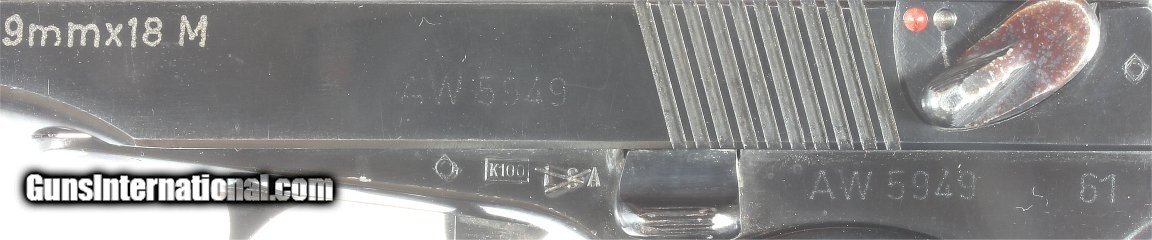 9mmx18 M
AW 5949
K100
AW 5949 61
GunsInternational.com